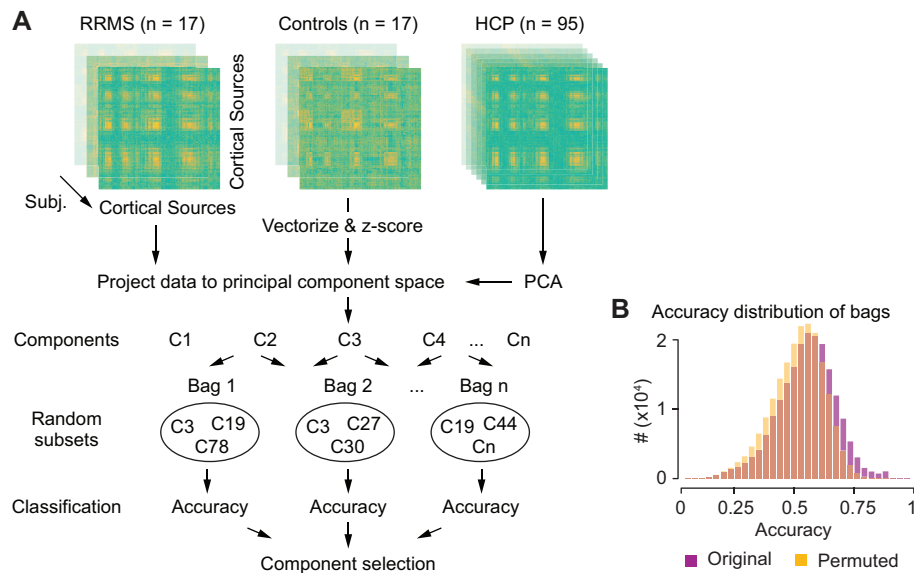 A
RRMS (n = 17)
Controls (n = 17)
HCP (n = 95)
Cortical Sources
Subj.
Cortical Sources
Vectorize & z-score
Project data to principal component space
PCA
Components
C1
C2
C3
C4
...
Cn
Bag 1
Bag 2
...
Bag n
Random
subsets
C3 C19
C78
C3 C27
C30
C19 C44
Cn
Classification
Accuracy
Accuracy
Accuracy
Component selection
B
Accuracy distribution of bags
# (x10⁴)
2
1
0
0
0.25
0.5
0.75
1
Accuracy
Original
Permuted